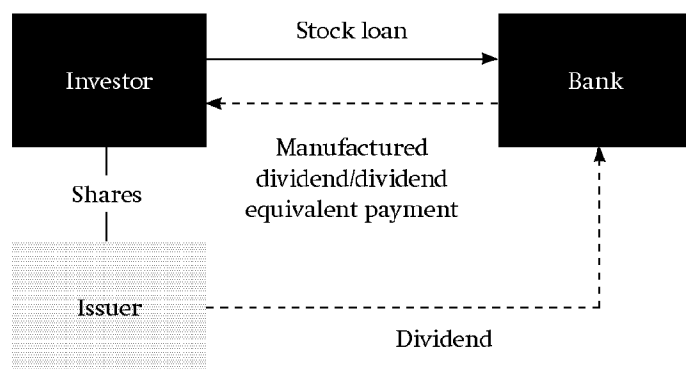 Stock loan
Investor
Bank
Manufactured
dividend/dividend
equivalent payment
Shares
Issuer
Dividend